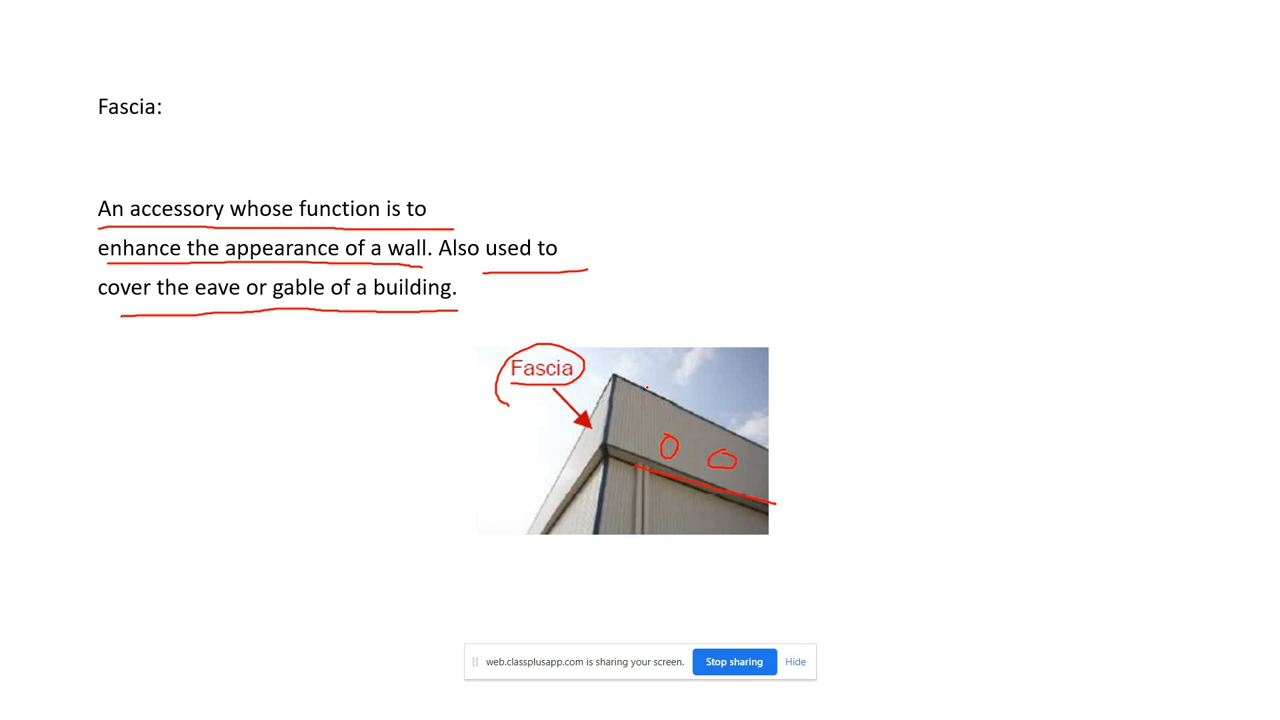 Fascia:
An accessory whose function is to
enhance the appearance of a wall. Also used to
cover the eave or gable of a building.
Fascia
web.classplusapp.com is sharing your screen.
Stop sharing
Hide